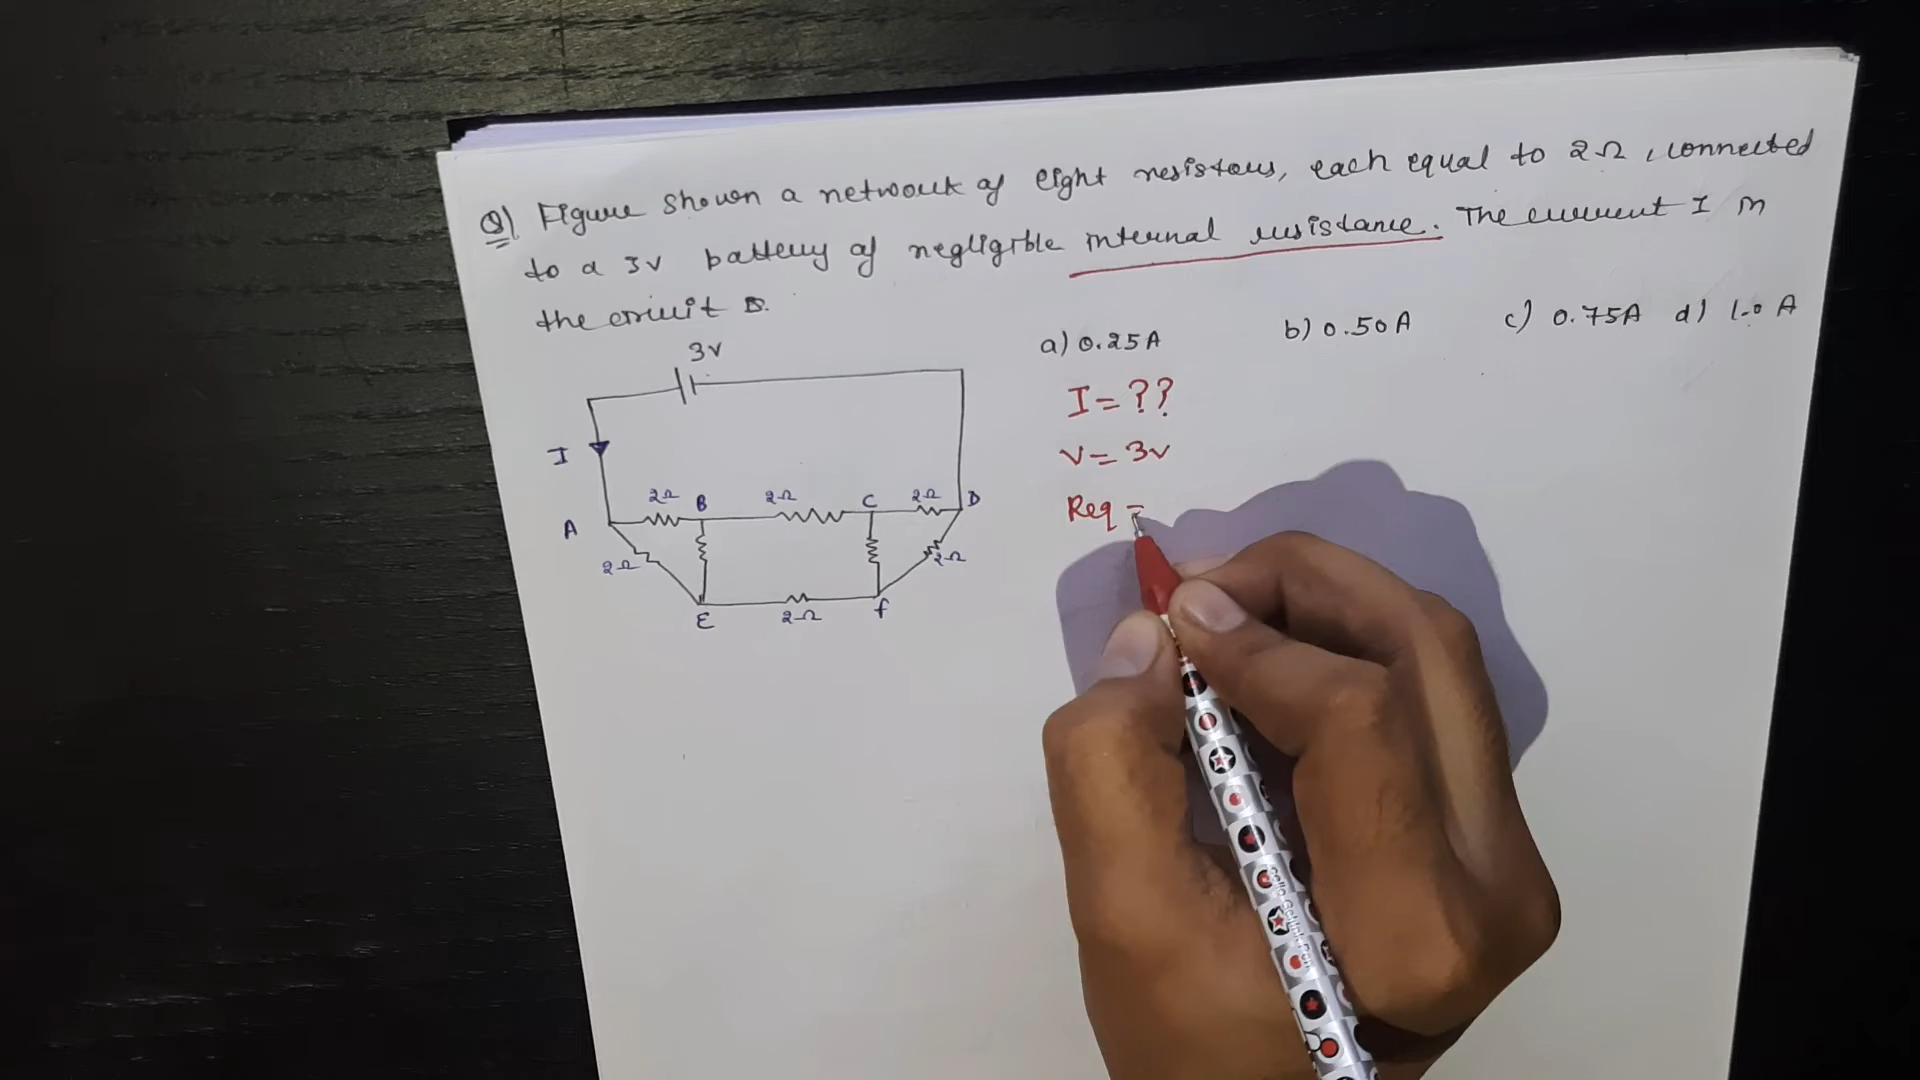 Q) Figure shown a network of eight resistors, each equal to 2Ω, connected
to a 3V battery of negligible internal resistance. The current I in
the circuit is.
a) 0.25A b) 0.50A c) 0.75A d) 1.0 A
3V
I = ??
V = 3V
I
2Ω B 2Ω C 2Ω D
Req =
A
2Ω 2Ω
E 2Ω F